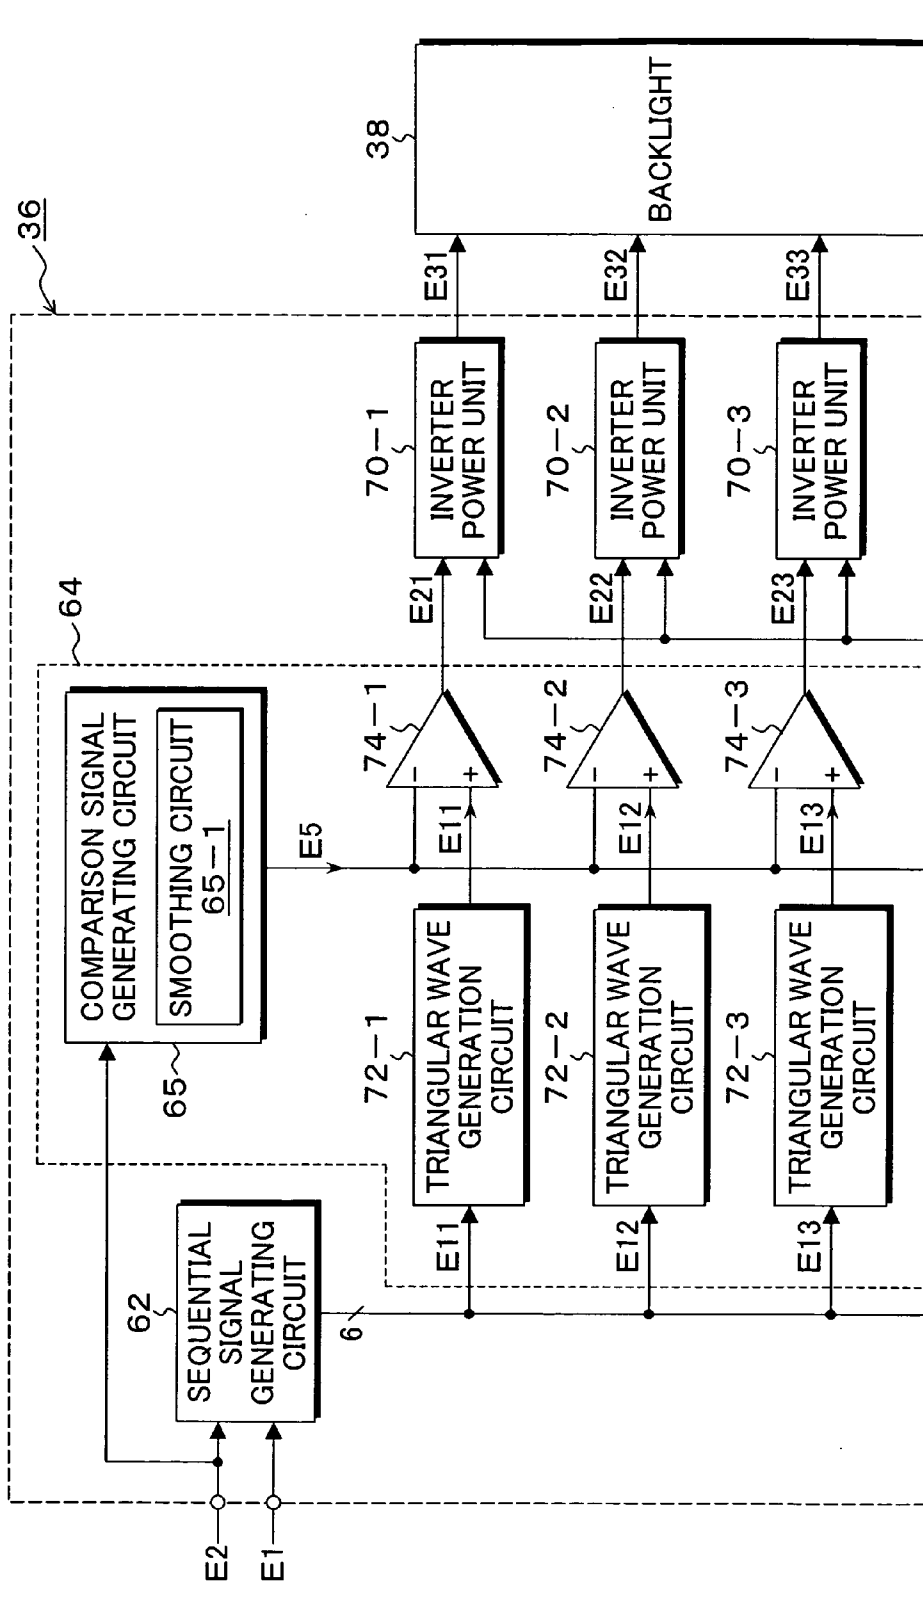 36
64
COMPARISON SIGNAL
GENERATING CIRCUIT
SMOOTHING CIRCUIT
65-1
65
E5
62
SEQUENTIAL
SIGNAL
GENERATING
CIRCUIT
E2
E1
6
E11
72-1
TRIANGULAR WAVE
GENERATION
CIRCUIT
E11
74-1
-
+
E21
70-1
INVERTER
POWER UNIT
E31
38
BACKLIGHT
E12
72-2
TRIANGULAR WAVE
GENERATION
CIRCUIT
E12
74-2
-
+
E22
70-2
INVERTER
POWER UNIT
E32
E13
72-3
TRIANGULAR WAVE
GENERATION
CIRCUIT
E13
74-3
-
+
E23
70-3
INVERTER
POWER UNIT
E33